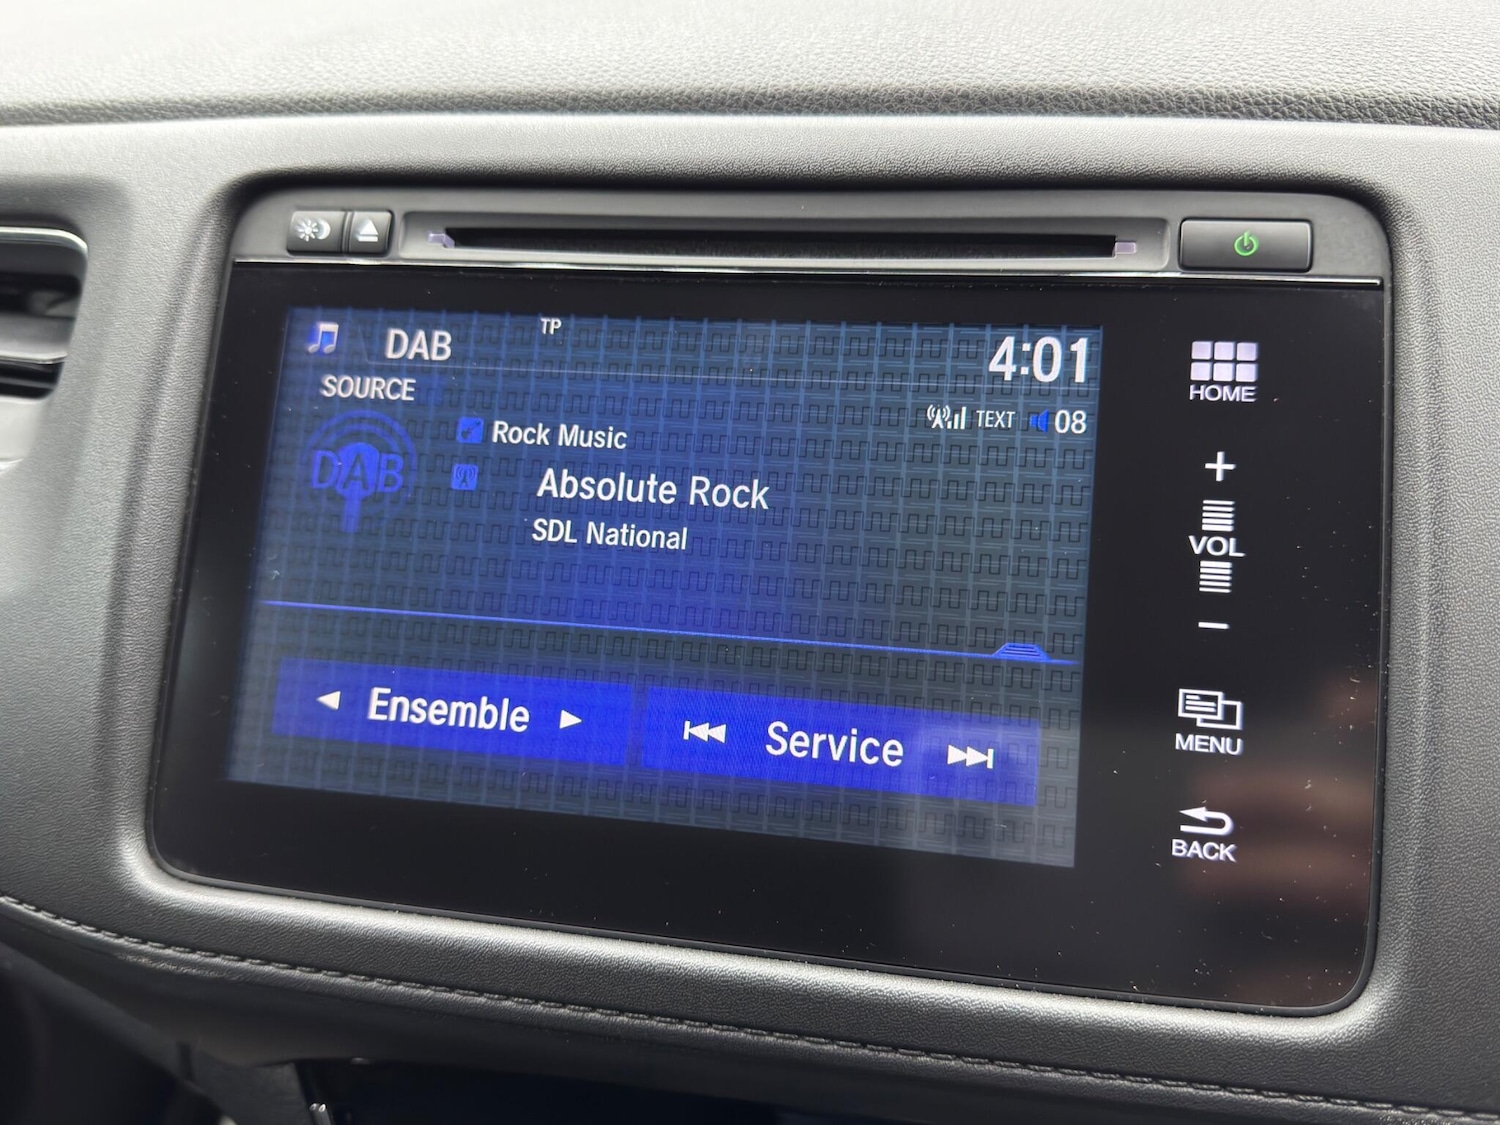 DAB
TP
4:01
SOURCE
TEXT
08
Rock Music
DAB
Absolute Rock
SDL National
Ensemble
Service
HOME
+
VOL
−
MENU
BACK